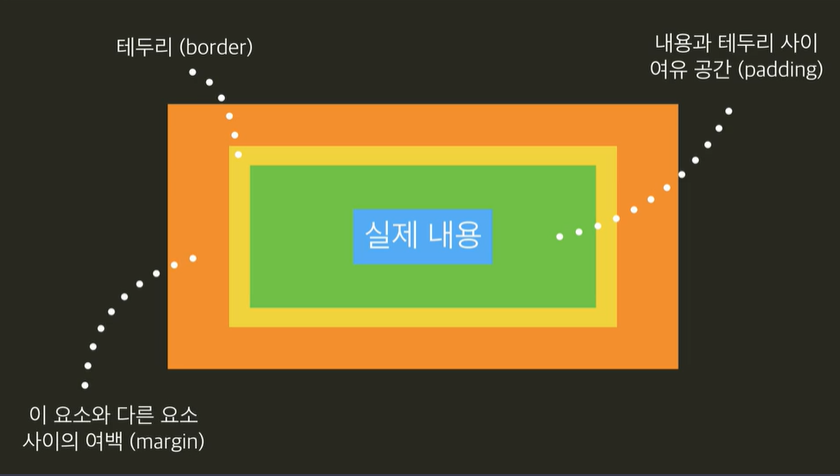 테두리 (border)
내용과 테두리 사이
여유 공간 (padding)
실제 내용
이 요소와 다른 요소
사이의 여백 (margin)